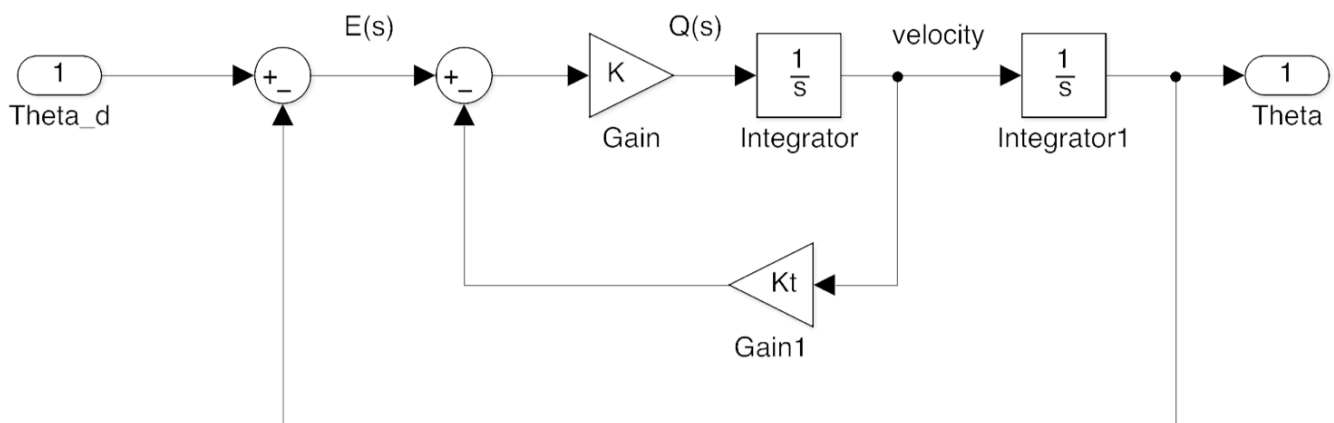 E(s)
Q(s)
velocity
1
+
−
+
−
K
1
s
1
s
1
Theta_d
Gain
Integrator
Integrator1
Theta
Kt
Gain1